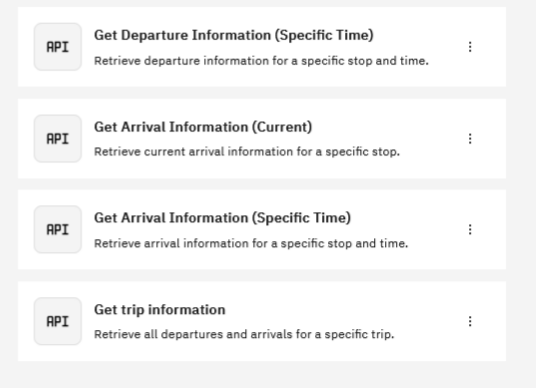 API
Get Departure Information (Specific Time)
Retrieve departure information for a specific stop and time.
API
Get Arrival Information (Current)
Retrieve current arrival information for a specific stop.
API
Get Arrival Information (Specific Time)
Retrieve arrival information for a specific stop and time.
API
Get trip information
Retrieve all departures and arrivals for a specific trip.